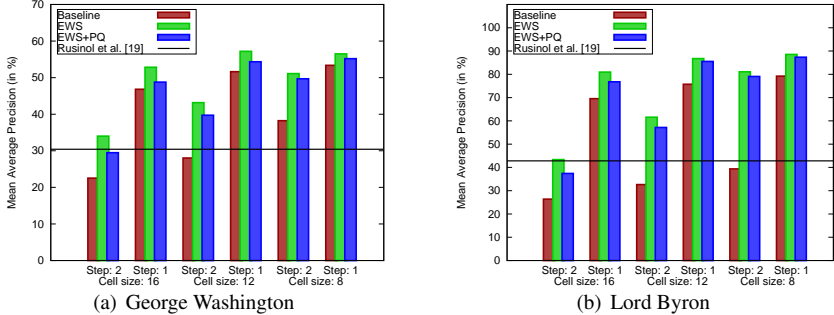 Mean Average Precision (in %)
70
60
50
40
30
20
10
0
Baseline
EWS
EWS+PQ
Rusinol et al. [19]
Step: 2 Step: 1 Step: 2 Step: 1 Step: 2 Step: 1
Cell size: 16 Cell size: 12 Cell size: 8
(a) George Washington
Mean Average Precision (in %)
100
90
80
70
60
50
40
30
20
10
0
Baseline
EWS
EWS+PQ
Rusinol et al. [19]
Step: 2 Step: 1 Step: 2 Step: 1 Step: 2 Step: 1
Cell size: 16 Cell size: 12 Cell size: 8
(b) Lord Byron